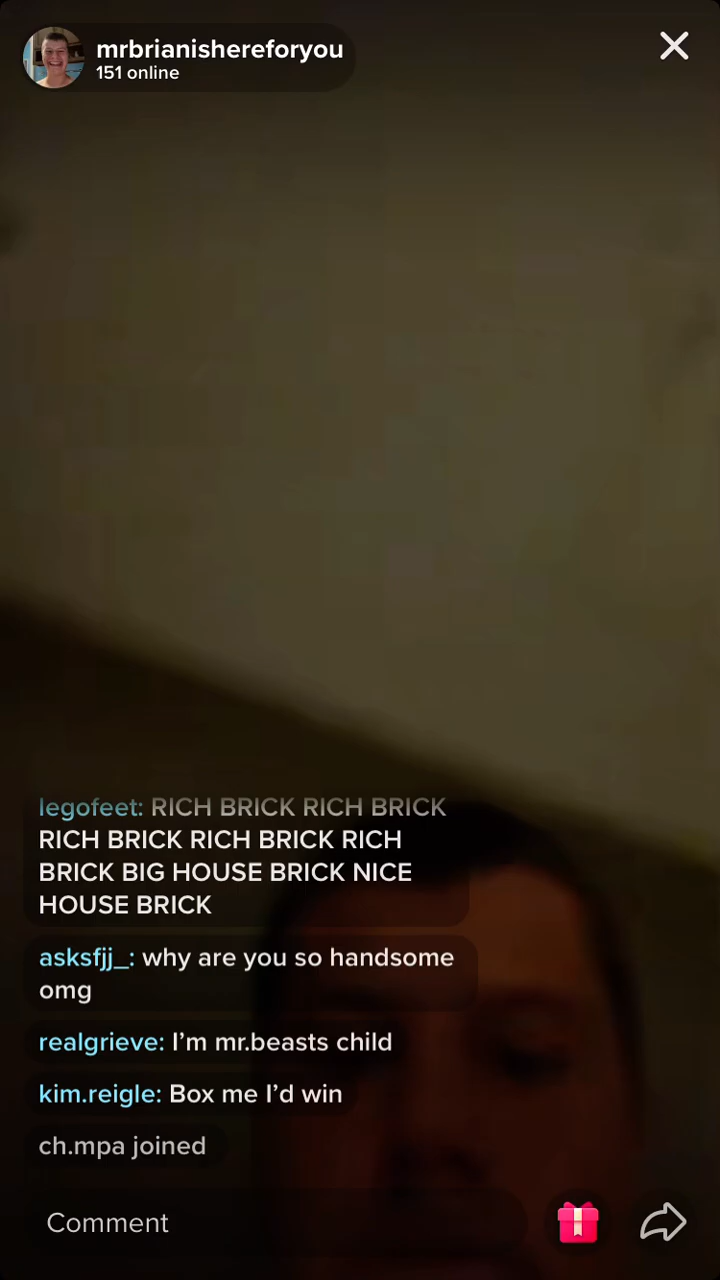 mrbrianishereforyou
151 online
legofeet: RICH BRICK RICH BRICK
RICH BRICK RICH BRICK RICH
BRICK BIG HOUSE BRICK NICE
HOUSE BRICK
asksfjj_: why are you so handsome
omg
realgrieve: I’m mr.beasts child
kim.reigle: Box me I’d win
ch.mpa joined
Comment